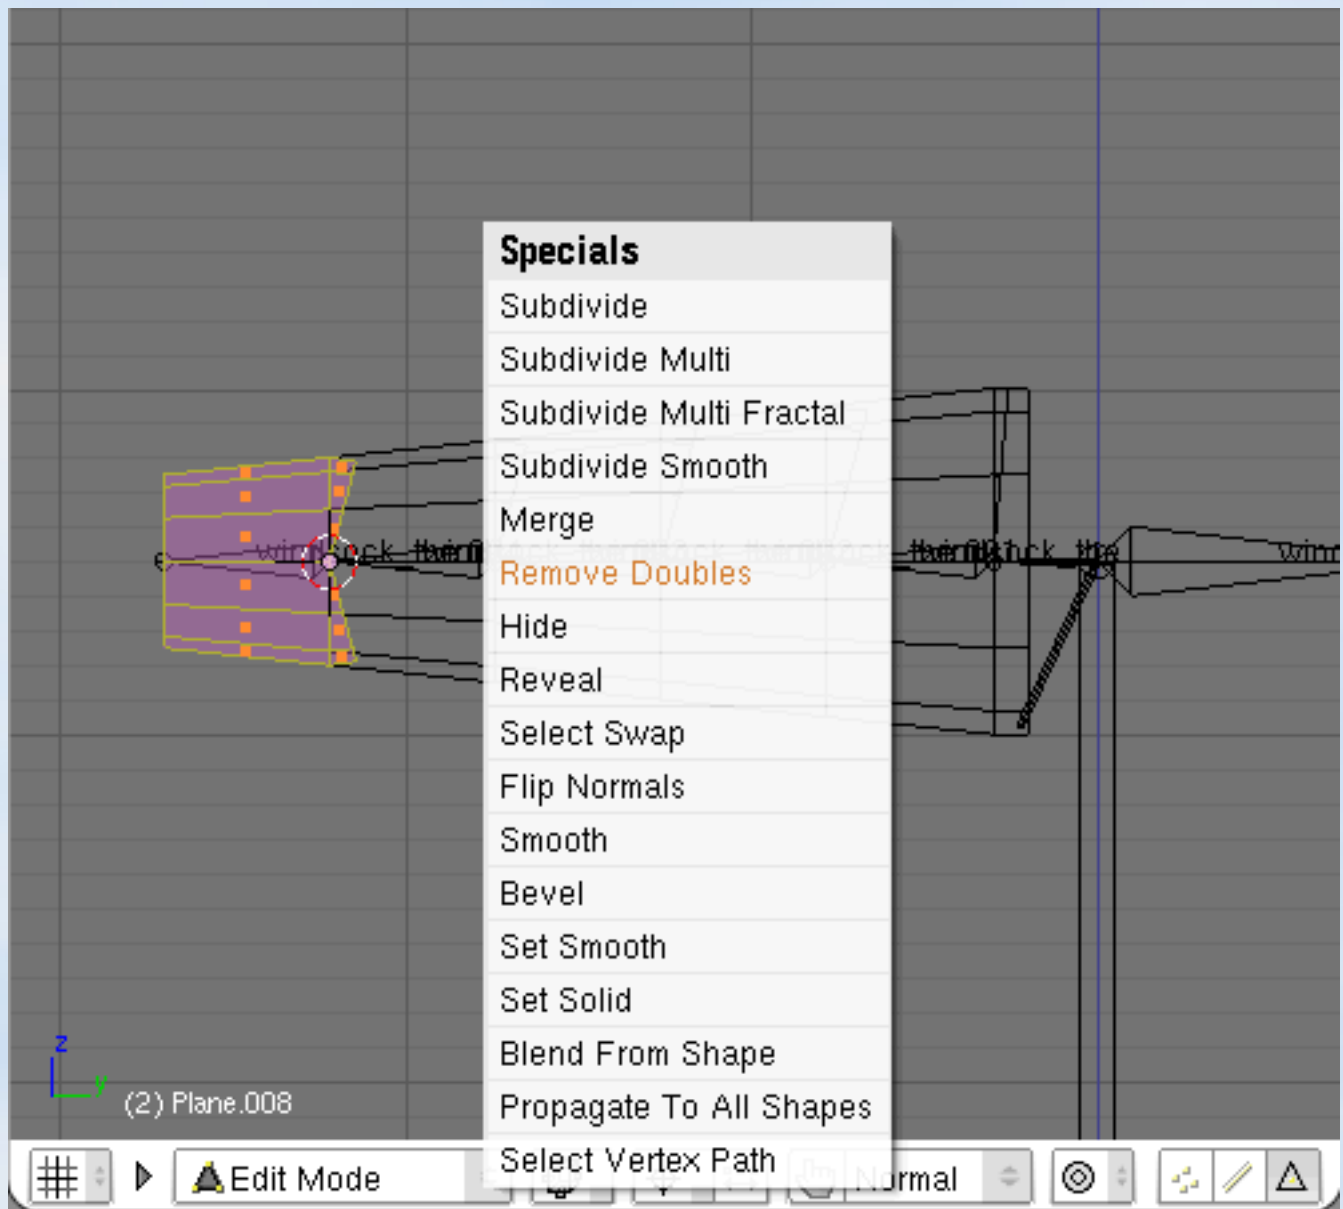 Specials
Subdivide
Subdivide Multi
Subdivide Multi Fractal
Subdivide Smooth
Merge
Remove Doubles
Hide
Reveal
Select Swap
Flip Normals
Smooth
Bevel
Set Smooth
Set Solid
Blend From Shape
Propagate To All Shapes
Select Vertex Path
z
y
(2) Plane.008
Edit Mode
Normal